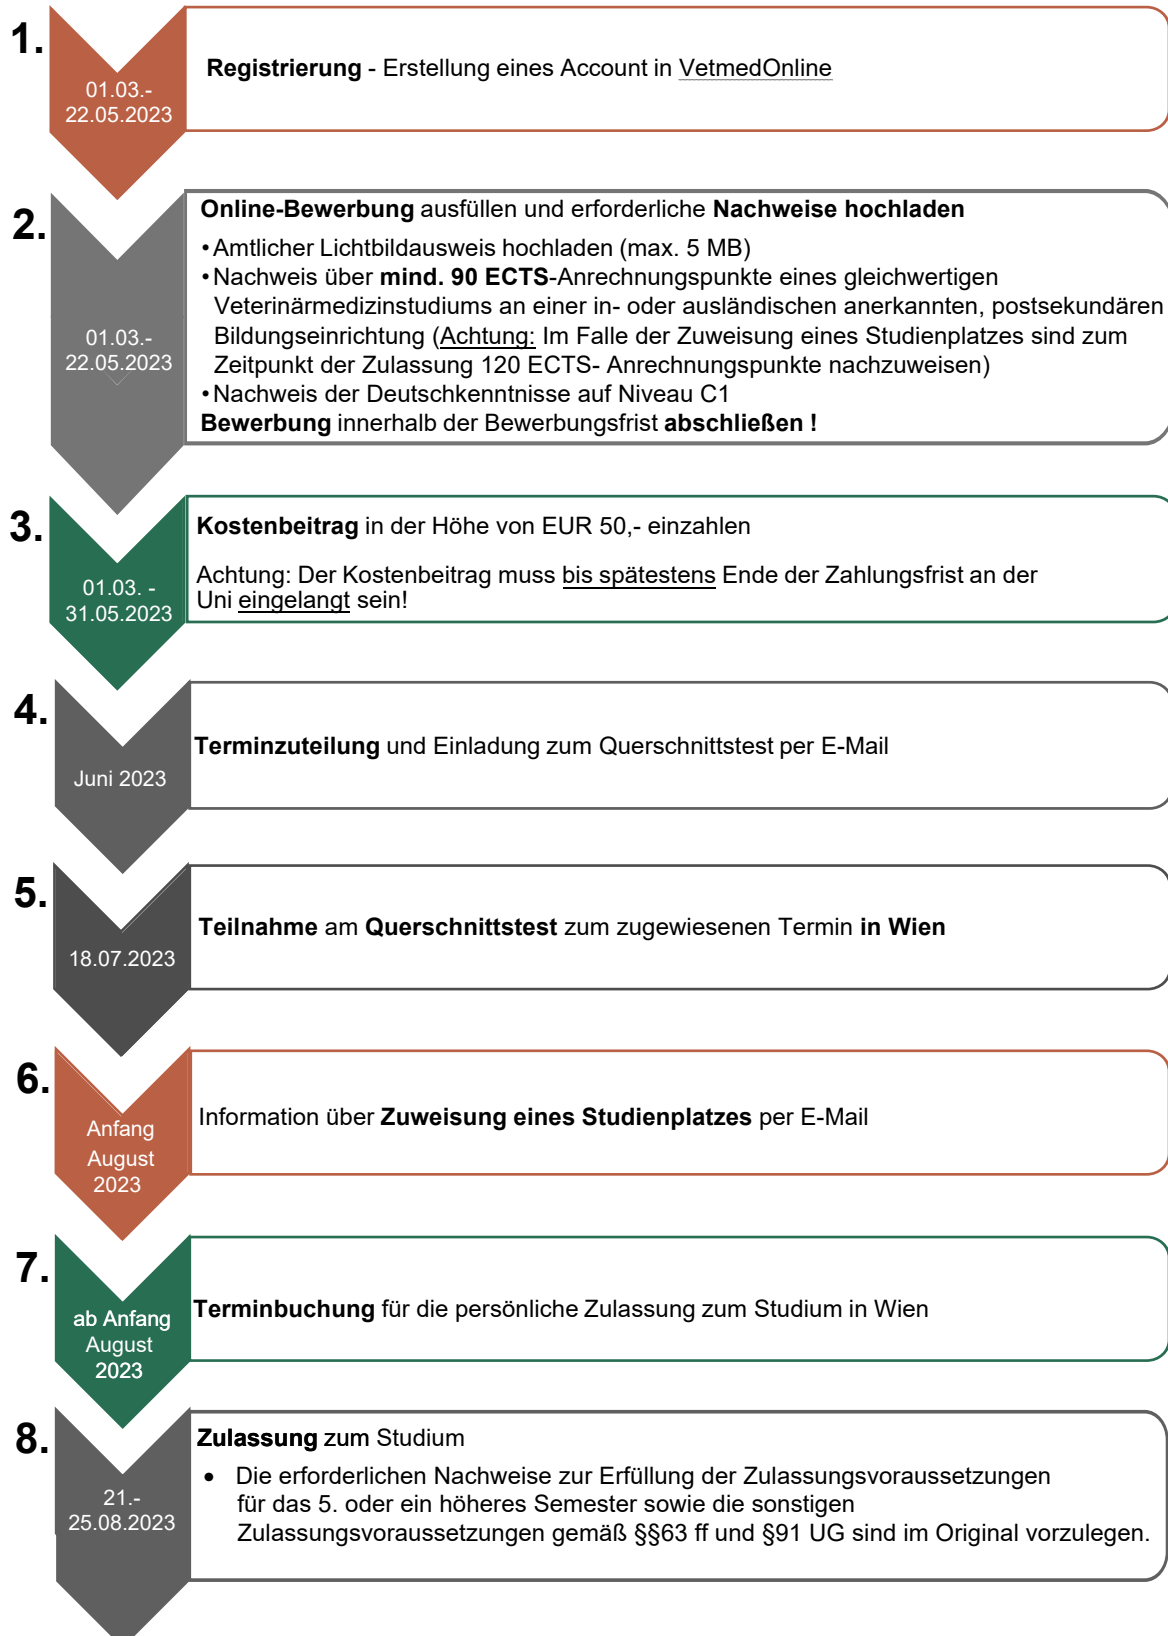 1.
01.03.-
22.05.2023
Registrierung - Erstellung eines Account in VetmedOnline
2.
01.03.-
22.05.2023
Online-Bewerbung ausfüllen und erforderliche Nachweise hochladen
• Amtlicher Lichtbildausweis hochladen (max. 5 MB)
• Nachweis über mind. 90 ECTS-Anrechnungspunkte eines gleichwertigen
Veterinärmedizinstudiums an einer in- oder ausländischen anerkannten, postsekundären
Bildungseinrichtung (Achtung: Im Falle der Zuweisung eines Studienplatzes sind zum
Zeitpunkt der Zulassung 120 ECTS- Anrechnungspunkte nachzuweisen)
• Nachweis der Deutschkenntnisse auf Niveau C1
Bewerbung innerhalb der Bewerbungsfrist abschließen !
3.
01.03. -
31.05.2023
Kostenbeitrag in der Höhe von EUR 50,- einzahlen
Achtung: Der Kostenbeitrag muss bis spätestens Ende der Zahlungsfrist an der
Uni eingelangt sein!
4.
Juni 2023
Terminzuteilung und Einladung zum Querschnittstest per E-Mail
5.
18.07.2023
Teilnahme am Querschnittstest zum zugewiesenen Termin in Wien
6.
Anfang
August
2023
Information über Zuweisung eines Studienplatzes per E-Mail
7.
ab Anfang
August
2023
Terminbuchung für die persönliche Zulassung zum Studium in Wien
8.
21.-
25.08.2023
Zulassung zum Studium
• Die erforderlichen Nachweise zur Erfüllung der Zulassungsvoraussetzungen
für das 5. oder ein höheres Semester sowie die sonstigen
Zulassungsvoraussetzungen gemäß §§63 ff und §91 UG sind im Original vorzulegen.